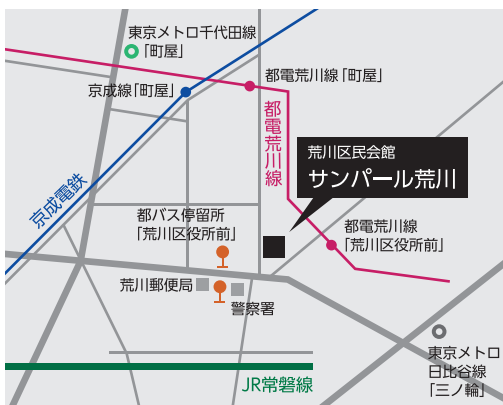 東京メトロ千代田線
「町屋」
京成線「町屋」
都電荒川線「町屋」
都電荒川線
荒川区民会館
サンパール荒川
京成電鉄
都バス停留所
「荒川区役所前」
都電荒川線
「荒川区役所前」
荒川郵便局
警察署
東京メトロ
日比谷線
「三ノ輪」
JR常磐線